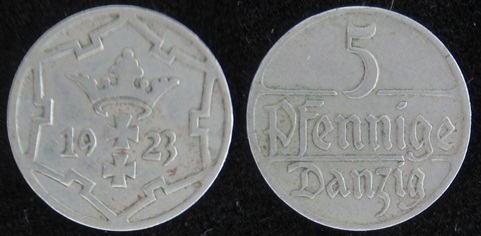 19 23
5
Pfennige
Danzig